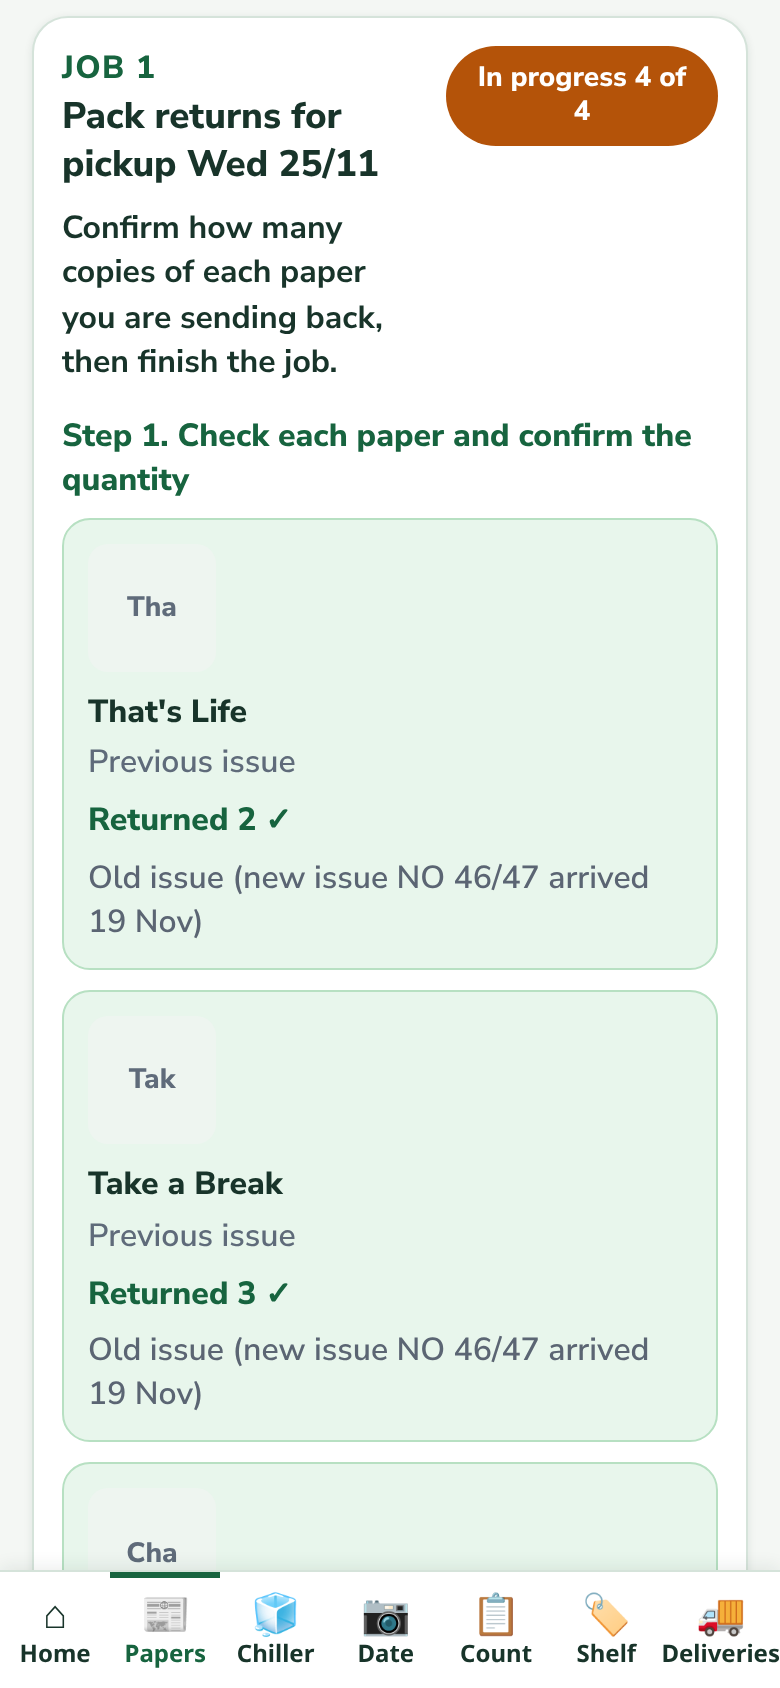 JOB 1
Pack returns for
pickup Wed 25/11
In progress 4 of
4
Confirm how many
copies of each paper
you are sending back,
then finish the job.
Step 1. Check each paper and confirm the
quantity
Tha
That's Life
Previous issue
Returned 2 ✓
Old issue (new issue NO 46/47 arrived
19 Nov)
Tak
Take a Break
Previous issue
Returned 3 ✓
Old issue (new issue NO 46/47 arrived
19 Nov)
Cha
Home Papers Chiller Date Count Shelf Deliveries